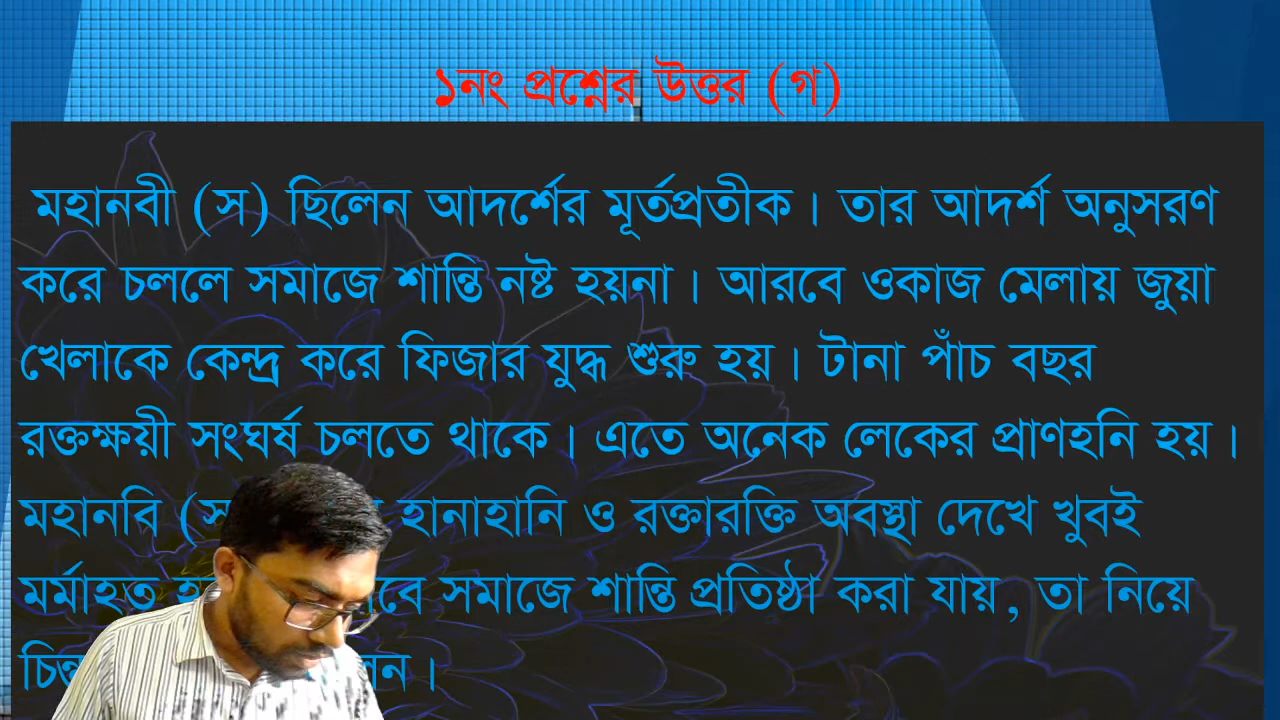 ১নং প্রশ্নের উত্তর (গ)
মহানবী (স) ছিলেন আদর্শের মূর্তপ্রতীক। তার আদর্শ অনুসরণ
করে চললে সমাজে শান্তি নষ্ট হয়না। আরবে ওকাজ মেলায় জুয়া
খেলাকে কেন্দ্র করে ফিজার যুদ্ধ শুরু হয়। টানা পাঁচ বছর
রক্তক্ষয়ী সংঘর্ষ চলতে থাকে। এতে অনেক লেকের প্রাণহনি হয়।
মহানবি (স হানাহানি ও রক্তারক্তি অবস্থা দেখে খুবই
মর্মাহত সমাজে শান্তি প্রতিষ্ঠা করা যায়, তা নিয়ে